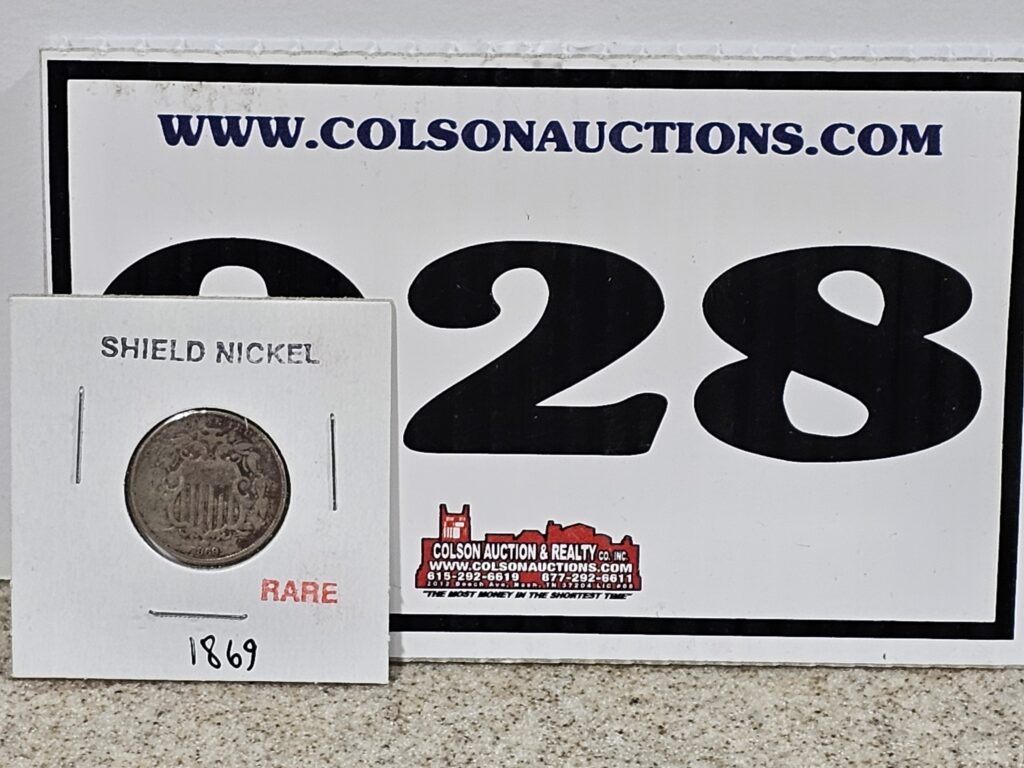 WWW.COLSONAUCTIONS.COM
28
SHIELD NICKEL
1869
RARE
1869
COLSON AUCTION & REALTY CO. INC.
WWW.COLSONAUCTIONS.COM
615-292-6619 877-292-6611
"THE MOST MONEY IN THE SHORTEST TIME"